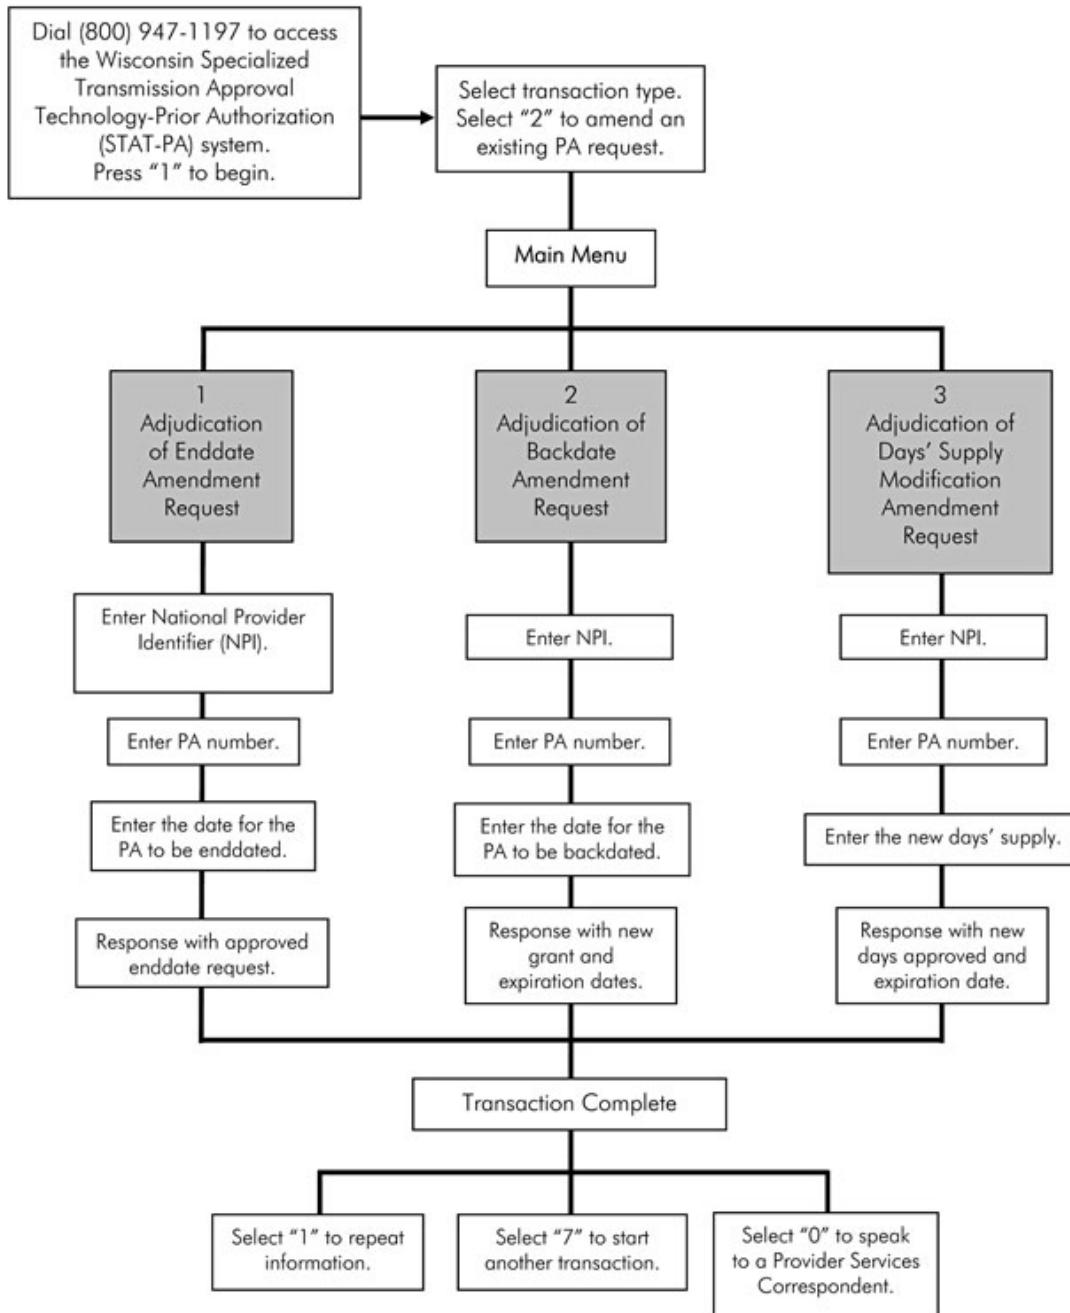 Dial (800) 947-1197 to access
the Wisconsin Specialized
Transmission Approval
Technology-Prior Authorization
(STAT-PA) system.
Press “1” to begin.
Select transaction type.
Select “2” to amend an
existing PA request.
Main Menu
1
Adjudication
of Enddate
Amendment
Request
2
Adjudication of
Backdate
Amendment
Request
3
Adjudication of
Days’ Supply
Modification
Amendment
Request
Enter National Provider
Identifier (NPI).
Enter NPI.
Enter NPI.
Enter PA number.
Enter PA number.
Enter PA number.
Enter the date for the
PA to be enddated.
Enter the date for the
PA to be backdated.
Enter the new days’ supply.
Response with approved
enddate request.
Response with new
grant and
expiration dates.
Response with new
days approved and
expiration date.
Transaction Complete
Select “1” to repeat
information.
Select “7” to start
another transaction.
Select “0” to speak
to a Provider Services
Correspondent.